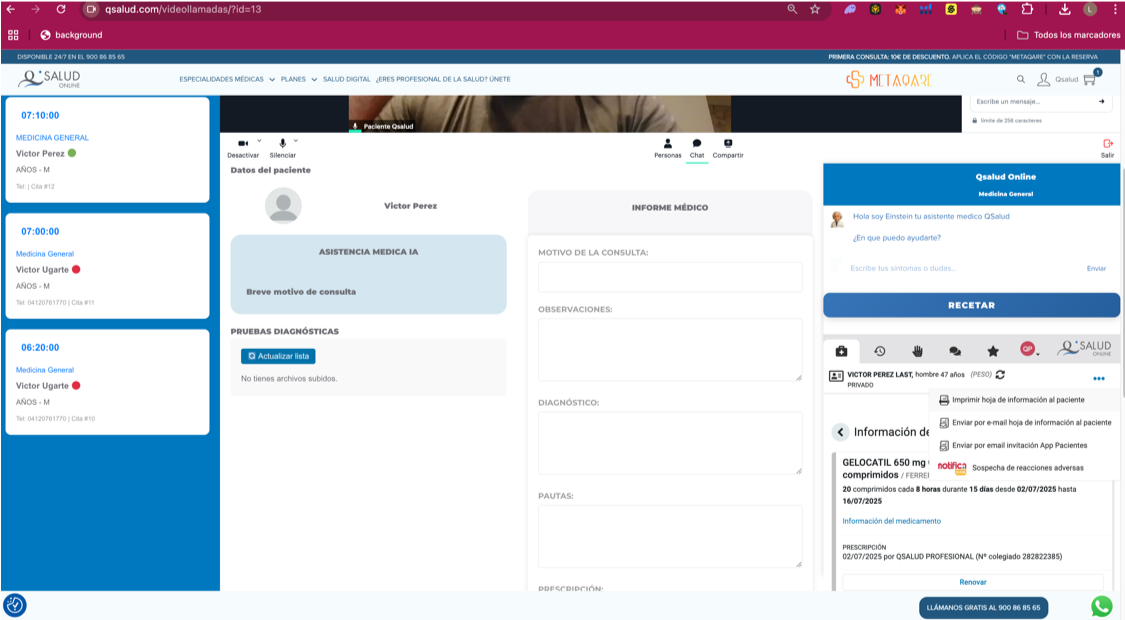 qsalud.com/videollamadas/?id=13
L
background
Todos los marcadores
DISPONIBLE 24/7 EN EL 900 86 85 65
PRIMERA CONSULTA: 10€ DE DESCUENTO. APLICA EL CÓDIGO "METAQARE" CON LA RESERVA
SALUD
ONLINE
ESPECIALIDADES MÉDICAS
PLANES
SALUD DIGITAL
¿ERES PROFESIONAL DE LA SALUD? ÚNETE
METAQARE
Qsalud
1
07:10:00
MEDICINA GENERAL
Victor Perez
AÑOS - M
Tel: | Cita #12
07:00:00
Medicina General
Victor Ugarte
AÑOS - M
Tel: 04120761770 | Cita #11
06:20:00
Medicina General
Victor Ugarte
AÑOS - M
Tel: 04120761770 | Cita #10
Paciente Qsalud
Escribe un mensaje...
límite de 256 caracteres
Desactivar
Silenciar
Personas
Chat
Compartir
Salir
Datos del paciente
Victor Perez
ASISTENCIA MEDICA IA
Breve motivo de consulta
PRUEBAS DIAGNÓSTICAS
Actualizar lista
No tienes archivos subidos.
INFORME MÉDICO
MOTIVO DE LA CONSULTA:
OBSERVACIONES:
DIAGNÓSTICO:
PAUTAS:
PRESCRIPCIÓN:
Qsalud Online
Medicina General
Hola soy Einstein tu asistente medico QSalud
¿En que puedo ayudarte?
Escribe tus síntomas o dudas...
Enviar
RECETAR
QP
SALUD
ONLINE
VICTOR PEREZ LAST, hombre 47 años (PESO)
PRIVADO
Imprimir hoja de información al paciente
Enviar por e-mail hoja de información al paciente
Enviar por email invitación App Pacientes
notifica Sospecha de reacciones adversas
Información de
GELOCATIL 650 mg
comprimidos / FERRE
20 comprimidos cada 8 horas durante 15 días desde 02/07/2025 hasta
16/07/2025
Información del medicamento
PRESCRIPCIÓN
02/07/2025 por QSALUD PROFESIONAL (Nº colegiado 282822385)
Renovar
LLÁMANOS GRATIS AL 900 86 85 65